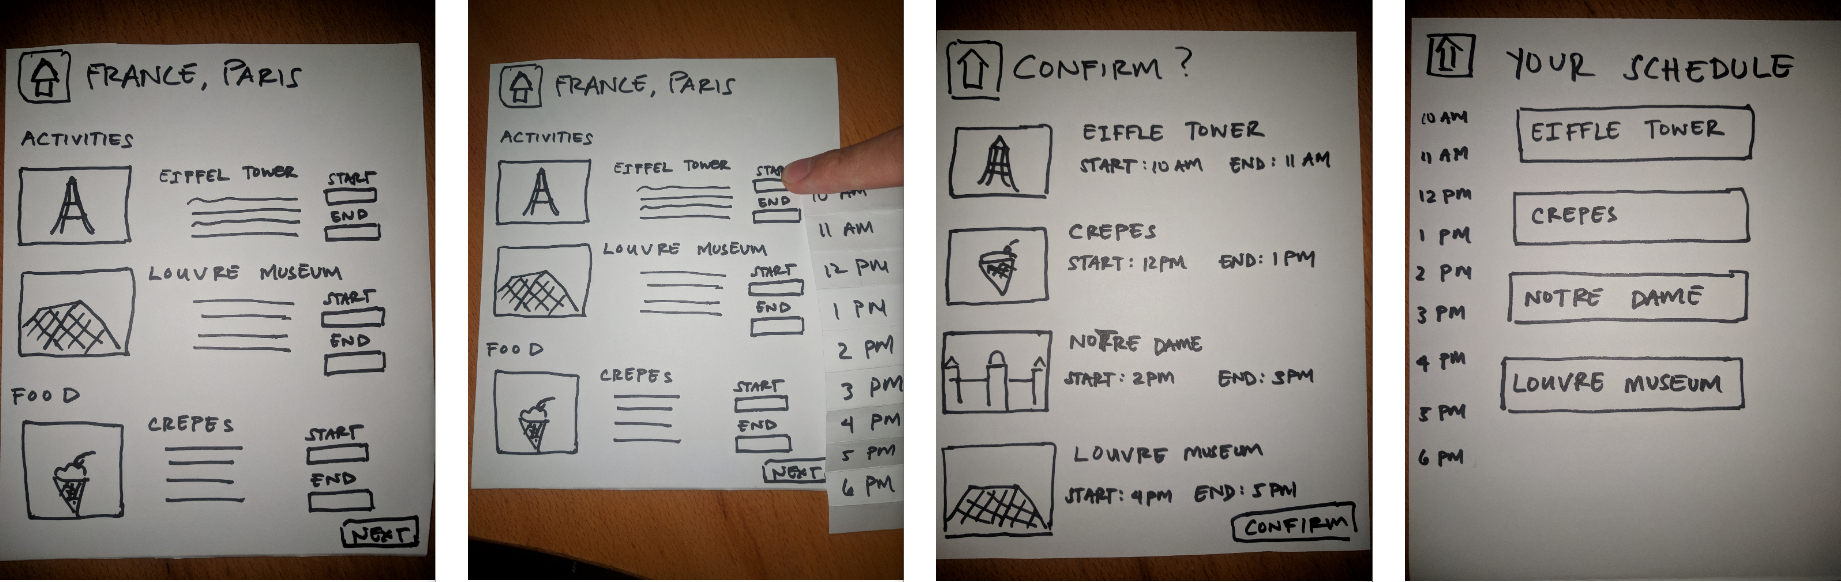 FRANCE, PARIS
ACTIVITIES
EIFFEL TOWER
START
END
LOUVRE MUSEUM
START
END
FOOD
CREPES
START
END
NEXT
FRANCE, PARIS
ACTIVITIES
EIFFEL TOWER
START
END
LOUVRE MUSEUM
START
END
FOOD
CREPES
START
END
NEXT
10 AM
11 AM
12 PM
1 PM
2 PM
3 PM
4 PM
5 PM
6 PM
CONFIRM?
EIFFLE TOWER
START: 10 AM END: 11 AM
CREPES
START: 12PM END: 1 PM
NOTRE DAME
START: 2PM END: 3PM
LOUVRE MUSEUM
START: 4PM END: 5PM
CONFIRM
YOUR SCHEDULE
10 AM
11 AM
12 PM
1 PM
2 PM
3 PM
4 PM
5 PM
6 PM
EIFFLE TOWER
CREPES
NOTRE DAME
LOUVRE MUSEUM